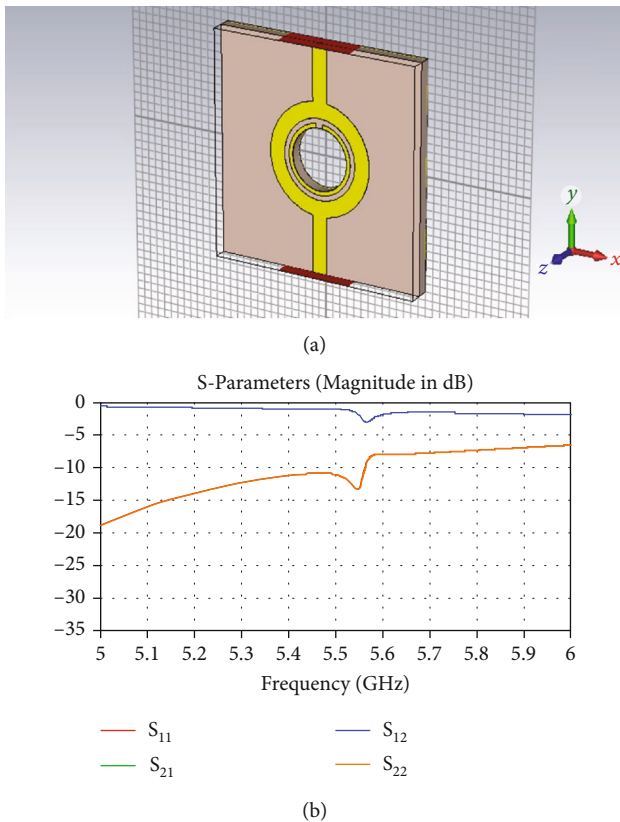 y
z
x
(a)
S-Parameters (Magnitude in dB)
0
−5
−10
−15
−20
−25
−30
−35
5 5.1 5.2 5.3 5.4 5.5 5.6 5.7 5.8 5.9 6
Frequency (GHz)
S₁₁ S₁₂
S₂₁ S₂₂
(b)